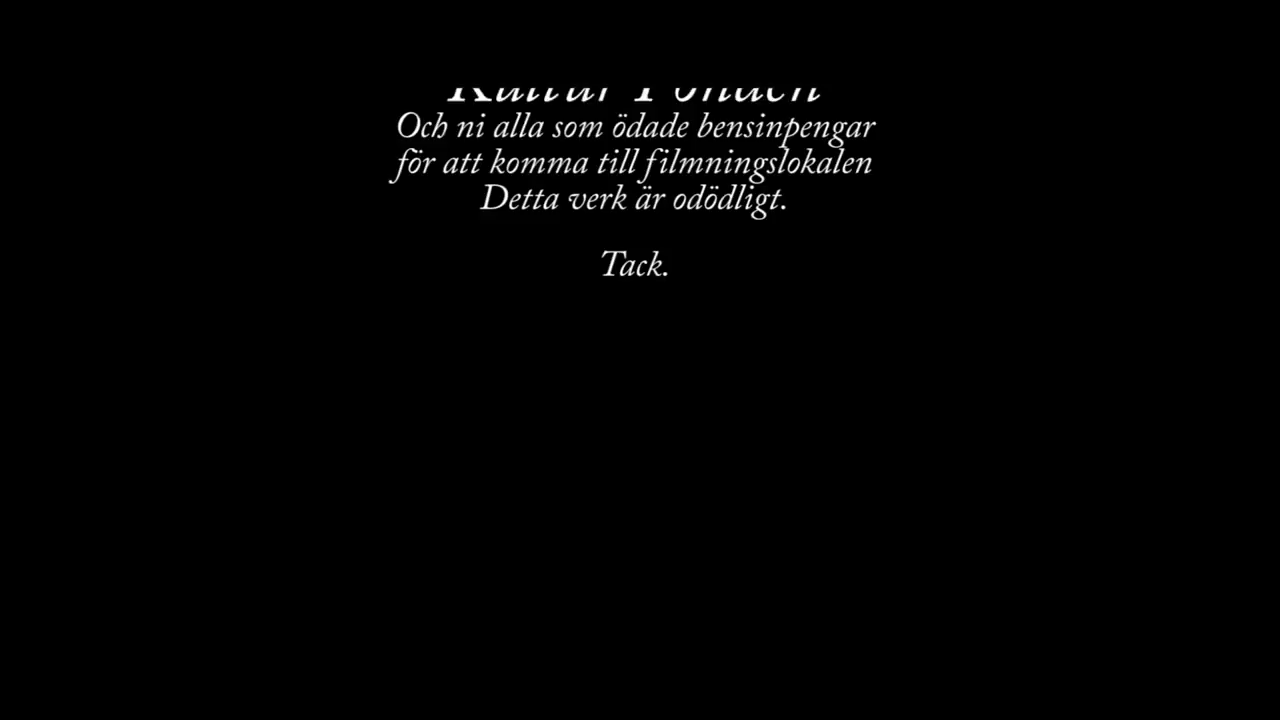 Och ni alla som ödade bensinpengar
för att komma till filmningslokalen
Detta verk är odödligt.
Tack.